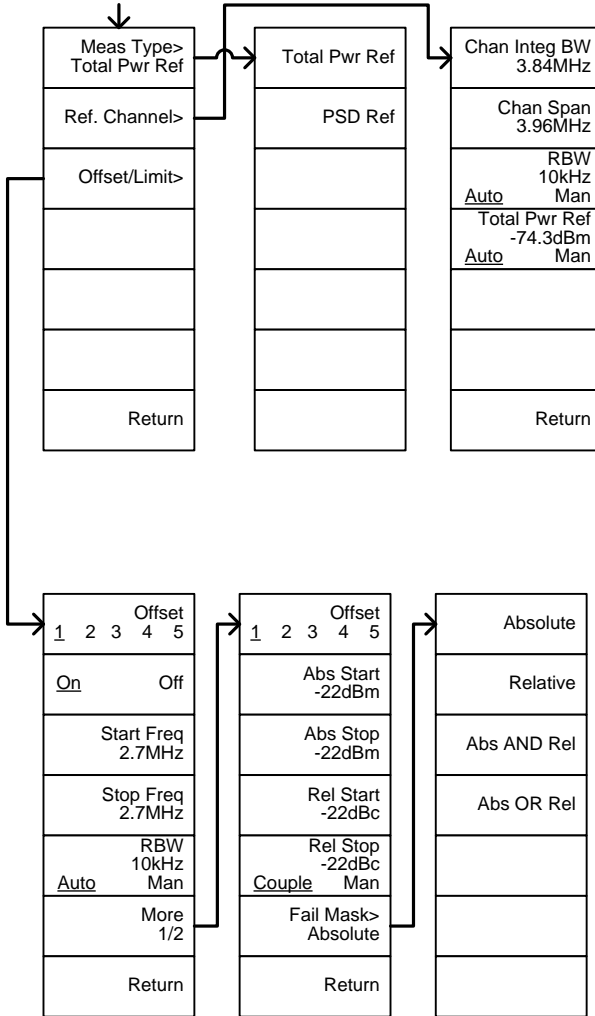 Meas Type>
Total Pwr Ref
Ref. Channel>
Offset/Limit>
Return
Total Pwr Ref
PSD Ref
Chan Integ BW
3.84MHz
Chan Span
3.96MHz
RBW
10kHz
Auto Man
Total Pwr Ref
-74.3dBm
Auto Man
Return
Offset
1 2 3 4 5
On Off
Start Freq
2.7MHz
Stop Freq
2.7MHz
RBW
10kHz
Auto Man
More
1/2
Return
Offset
1 2 3 4 5
Abs Start
-22dBm
Abs Stop
-22dBm
Rel Start
-22dBc
Rel Stop
-22dBc
Couple Man
Fail Mask>
Absolute
Return
Absolute
Relative
Abs AND Rel
Abs OR Rel